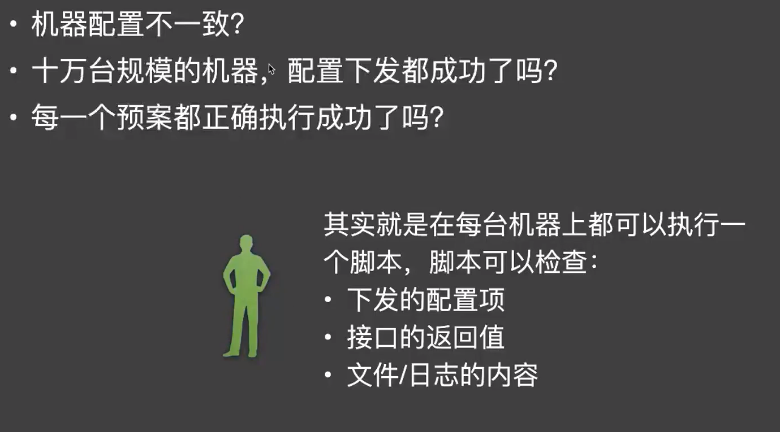 • 机器配置不一致?
• 十万台规模的机器，配置下发都成功了吗?
• 每一个预案都正确执行成功了吗?
其实就是在每台机器上都可以执行一
个脚本，脚本可以检查：
• 下发的配置项
• 接口的返回值
• 文件/日志的内容